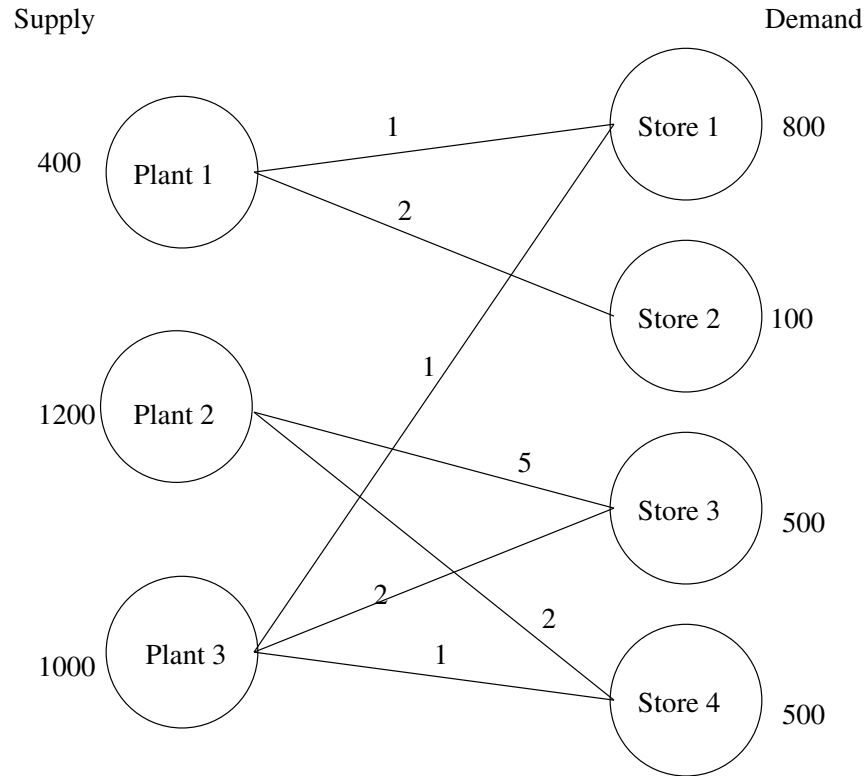 Supply
Demand
400
Plant 1
1
Store 1
800
2
Store 2
100
1
1200
Plant 2
5
Store 3
500
2
2
1000
Plant 3
1
Store 4
500